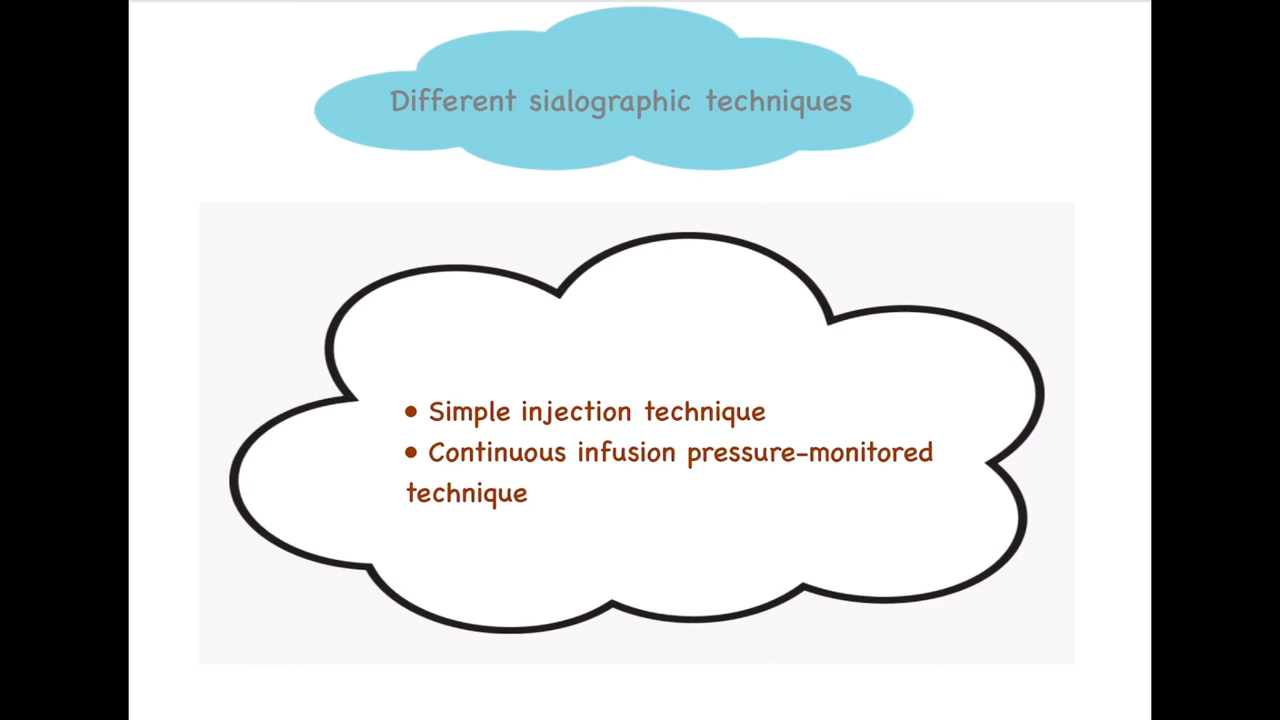 Different sialographic techniques
• Simple injection technique
• Continuous infusion pressure-monitored
technique